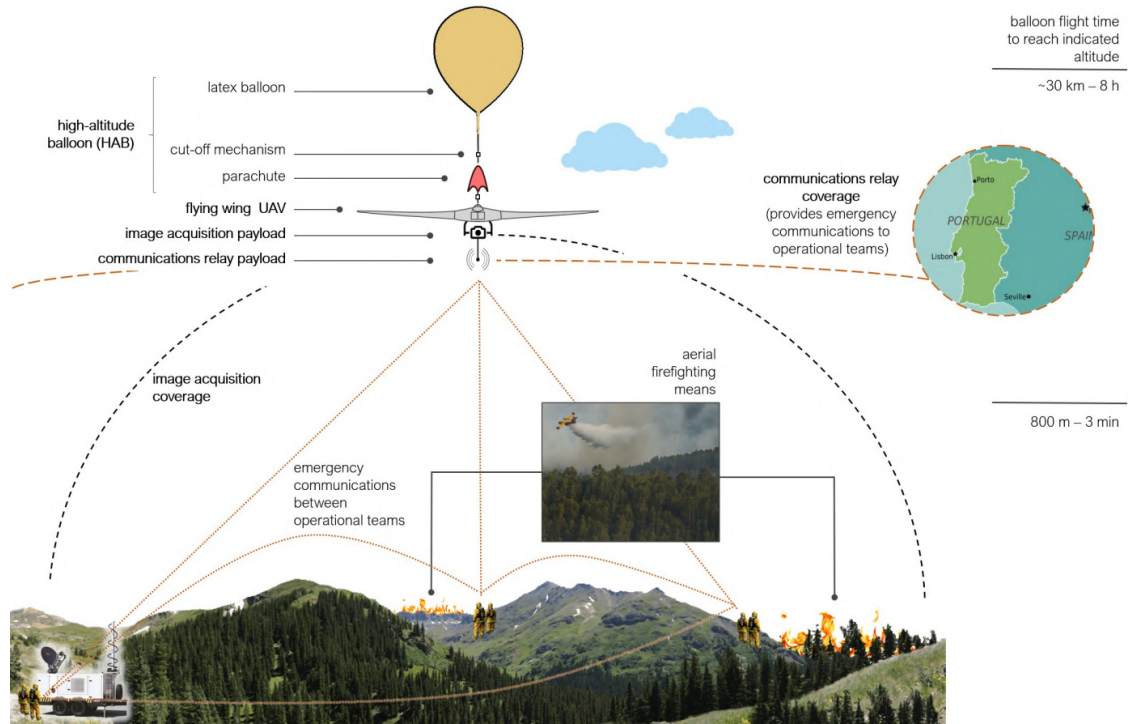 balloon flight time
to reach indicated
altitude
~30 km – 8 h
latex balloon
high-altitude
balloon (HAB)
cut-off mechanism
parachute
flying wing UAV
image acquisition payload
communications relay payload
communications relay
coverage
(provides emergency
communications to
operational teams)
Porto
PORTUGAL
SPAIN
Lisbon
Seville
image acquisition
coverage
aerial
firefighting
means
800 m – 3 min
emergency
communications
between
operational teams